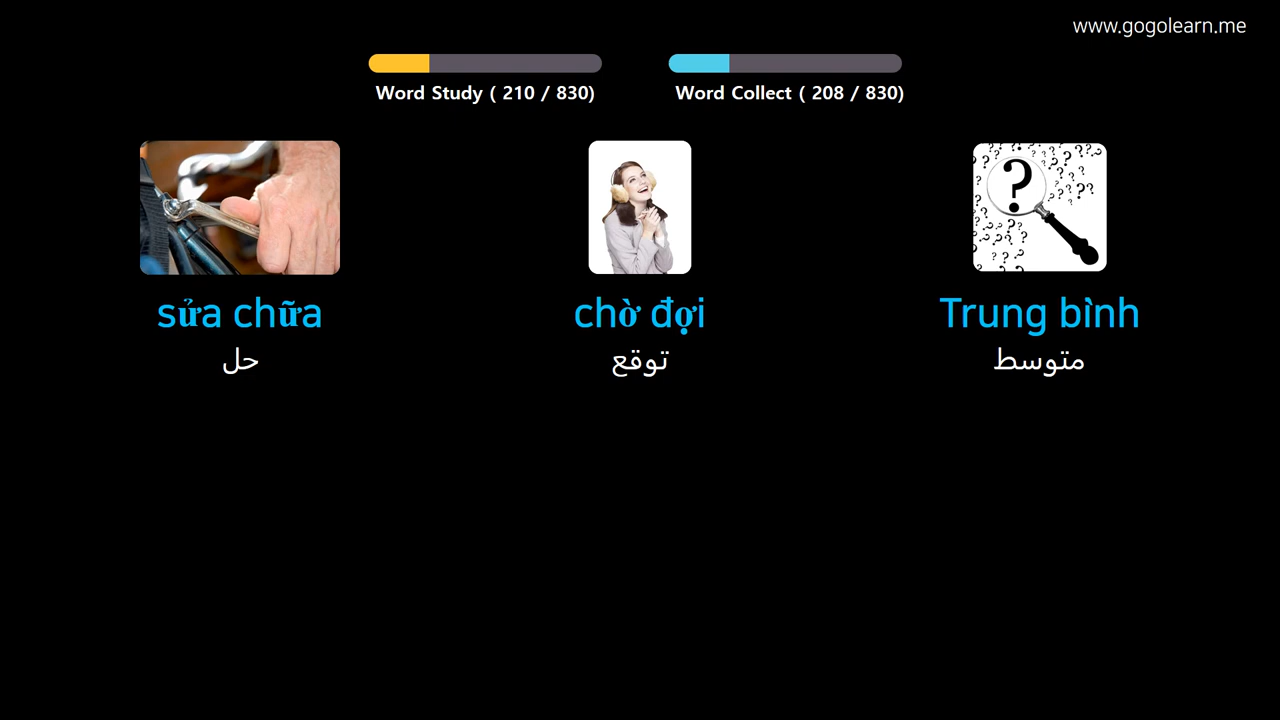 www.gogolearn.me
Word Study ( 210 / 830)
Word Collect ( 208 / 830)
sửa chữa
حل
chờ đợi
توقع
Trung bình
متوسط